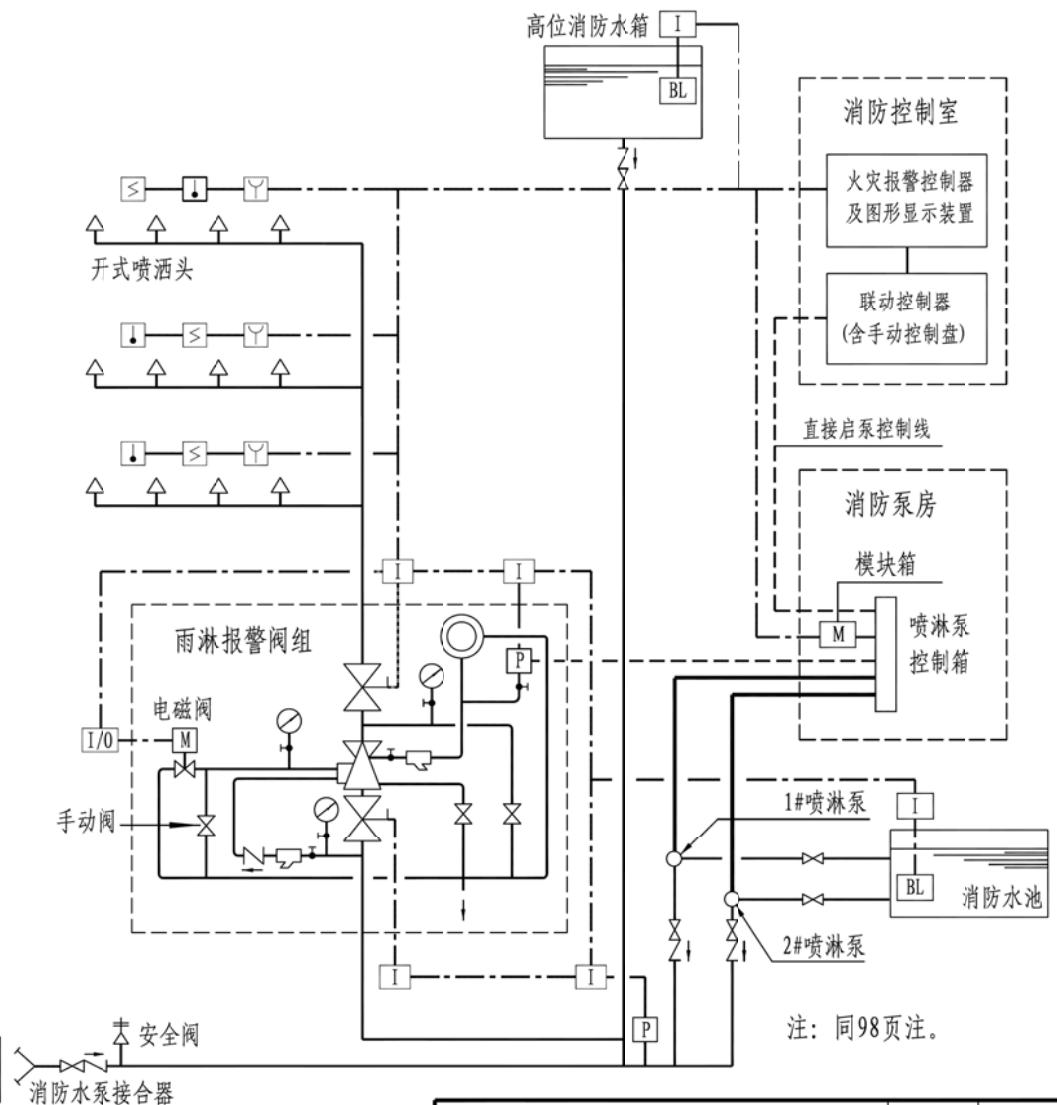 高位消防水箱
I
BL
消防控制室
火灾报警控制器
及图形显示装置
开式喷洒头
联动控制器
(含手动控制盘)
直接启泵控制线
消防泵房
模块箱
I
I
雨淋报警阀组
M
喷淋泵
控制箱
P
电磁阀
I/O
M
手动阀
1#喷淋泵
I
BL
消防水池
2#喷淋泵
I
I
P
注：同98页注。
安全阀
消防水泵接合器